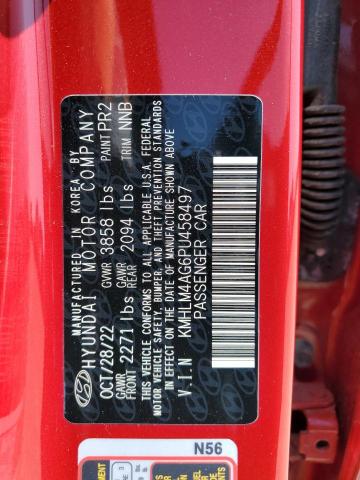 MANUFACTURED IN KOREA BY
HYUNDAI MOTOR COMPANY
OCT/28/22 GVWR 3858 lbs PAINT PR2
GAWR FRONT 2271 lbs GAWR REAR 2094 lbs TRIM NNB
THIS VEHICLE CONFORMS TO ALL APPLICABLE U.S.A. FEDERAL
MOTOR VEHICLE SAFETY, BUMPER, AND THEFT PREVENTION STANDARDS
IN EFFECT ON THE DATE OF MANUFACTURE SHOWN ABOVE
V.I.N KMHLM4AG6PU458497
PASSENGER CAR
N56